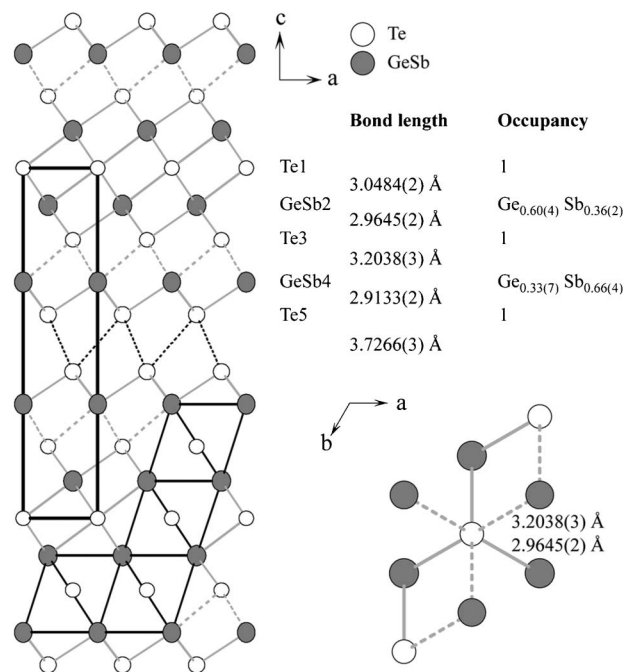 c
a
Te
GeSb
Bond length Occupancy
Te1 1
3.0484(2) Å
GeSb2 Ge0.60(4) Sb0.36(2)
2.9645(2) Å
Te3 1
3.2038(3) Å
GeSb4 Ge0.33(7) Sb0.66(4)
2.9133(2) Å
Te5 1
3.7266(3) Å
a
b
3.2038(3) Å
2.9645(2) Å